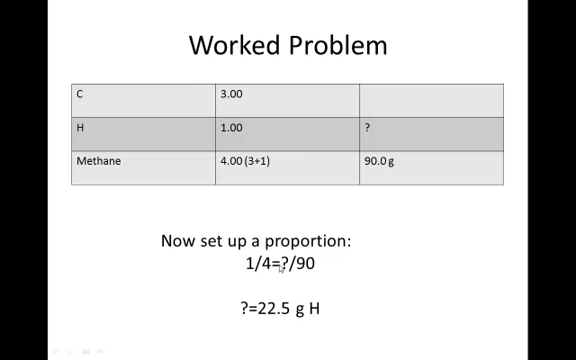 Worked Problem
C 3.00
H 1.00 ?
Methane 4.00 (3+1) 90.0 g
Now set up a proportion:
1/4=?/90
?=22.5 g H